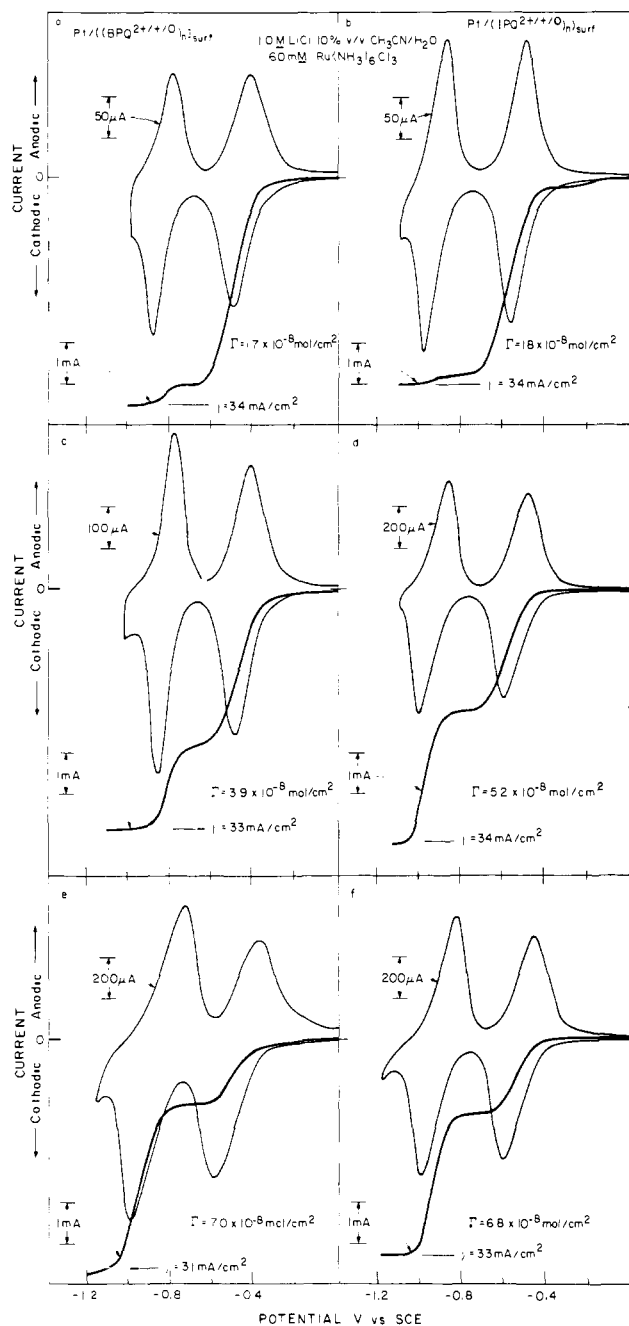 a
Pt/((BPQ2+/+/O)n)surf
b
Pt/(IPQ2+/+/O)n)surf
1.0 M LiCl 10% v/v CH3CN/H2O
60 mM Ru(NH3)6Cl3
CURRENT
Cathodic Anodic
0
50μA
50μA
1mA
Γ=1.7 x 10-8 mol/cm2
j=34 mA/cm2
1mA
Γ=1.8 x 10-8 mol/cm2
j=34 mA/cm2
c
d
CURRENT
Cathodic Anodic
0
100μA
200μA
1mA
Γ=3.9 x 10-8 mol/cm2
j=33 mA/cm2
1mA
Γ=5.2 x 10-8 mol/cm2
j=34 mA/cm2
e
f
CURRENT
Cathodic Anodic
0
200μA
200μA
1mA
Γ=7.0 x 10-8 mol/cm2
j=31 mA/cm2
1mA
Γ=6.8 x 10-8 mol/cm2
j=33 mA/cm2
-1.2 -0.8 -0.4 -1.2 -0.8 -0.4
POTENTIAL V vs SCE